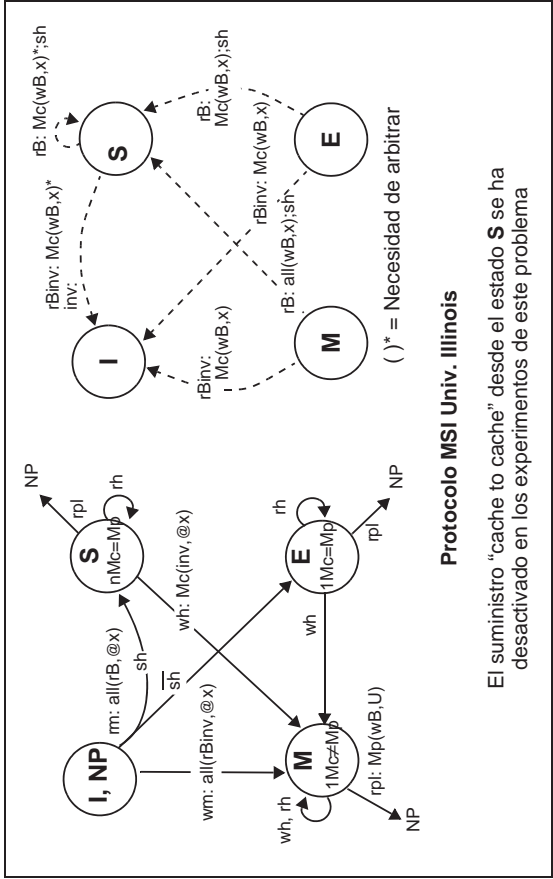 I, NP
rm: all(rB,@x)
sh
sh
wm: all(rBinv,@x)
S
nMc=Mp
rpl
NP
rh
wh: Mc(inv,@x)
M
1Mc≠Mp
wh, rh
rpl: Mp(wB,U)
NP
wh
E
1Mc=Mp
rh
rpl
NP
I
rBinv: Mc(wB,x)*
inv:
S
rB: Mc(wB,x)*;sh
rBinv:
Mc(wB,x)
M
rB: all(wB,x);sh
rBinv: Mc(wB,x)
rB:
Mc(wB,x);sh
E
( )* = Necesidad de arbitrar
Protocolo MSI Univ. Illinois
El suministro “cache to cache” desde el estado S se ha
desactivado en los experimentos de este problema